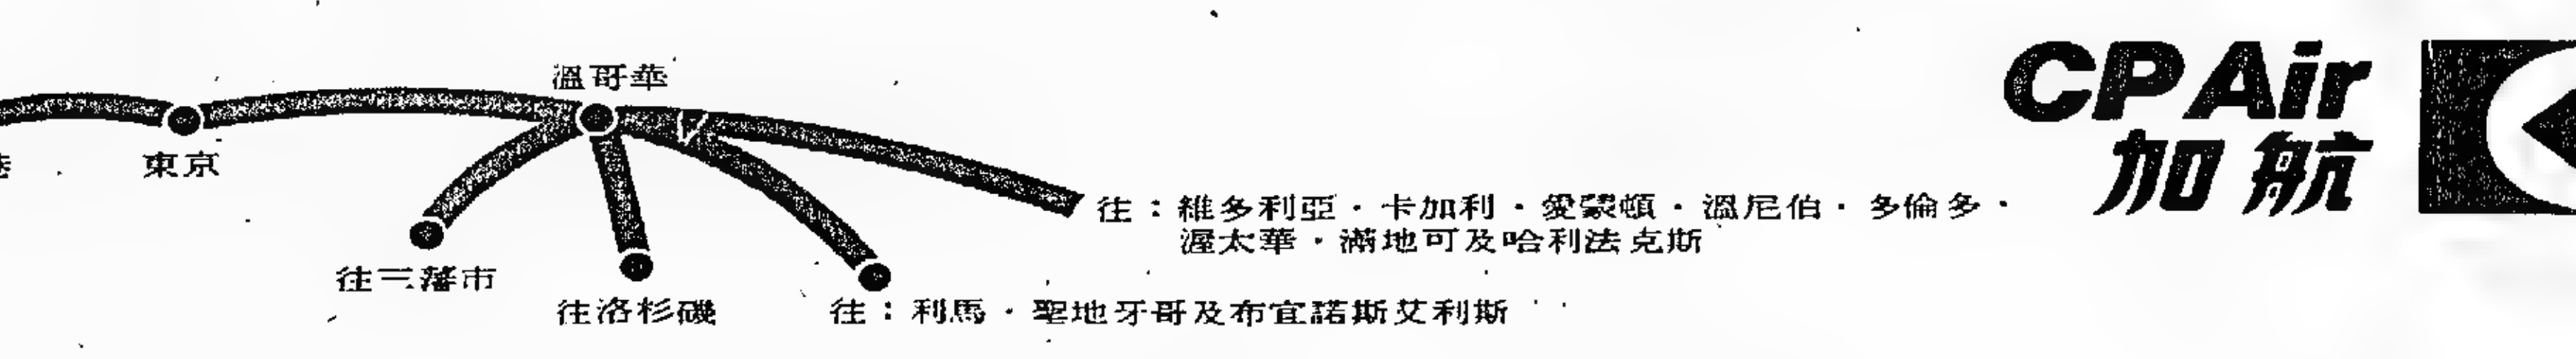 溫哥華
CP Air
加航
東京
往：維多利亞・卡加利・愛蒙頓・溫尼伯・多倫多・
渥太華・滿地可及哈利法克斯
往三藩市
往洛杉磯
往：利馬・聖地牙哥及布宜諾斯艾利斯